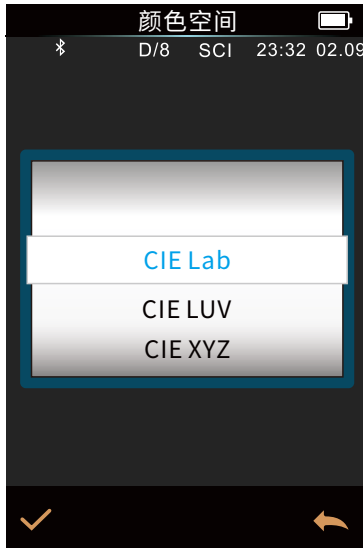 颜色空间
D/8 SCI 23:32 02.09
CIE Lab
CIE LUV
CIE XYZ